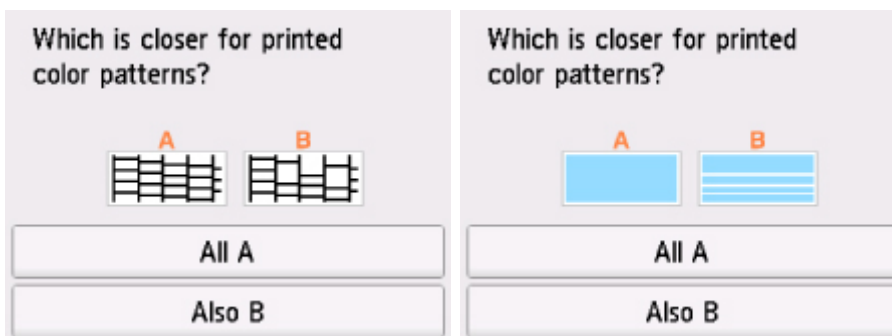 Which is closer for printed
color patterns?
A B
All A
Also B
Which is closer for printed
color patterns?
A B
All A
Also B